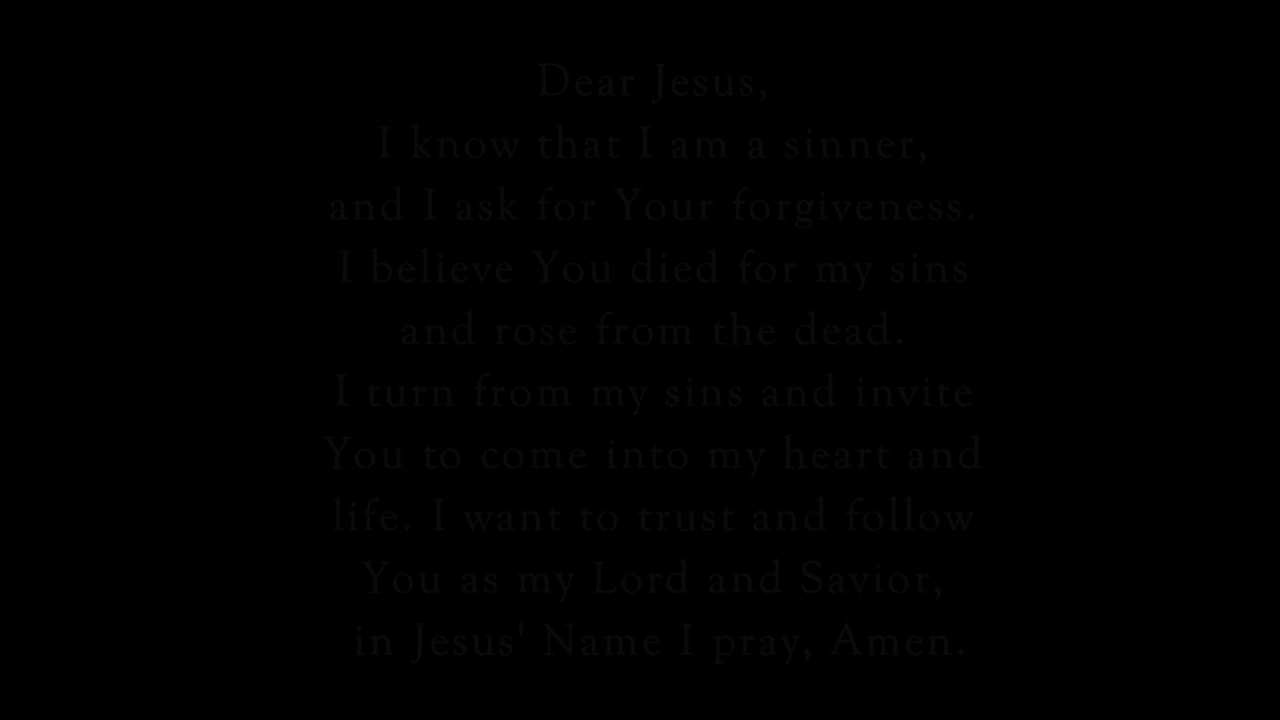 Dear Jesus,
I know that I am a sinner,
and I ask for Your forgiveness.
I believe You died for my sins
and rose from the dead.
I turn from my sins and invite
You to come into my heart and
life. I want to trust and follow
You as my Lord and Savior,
in Jesus' Name I pray, Amen.